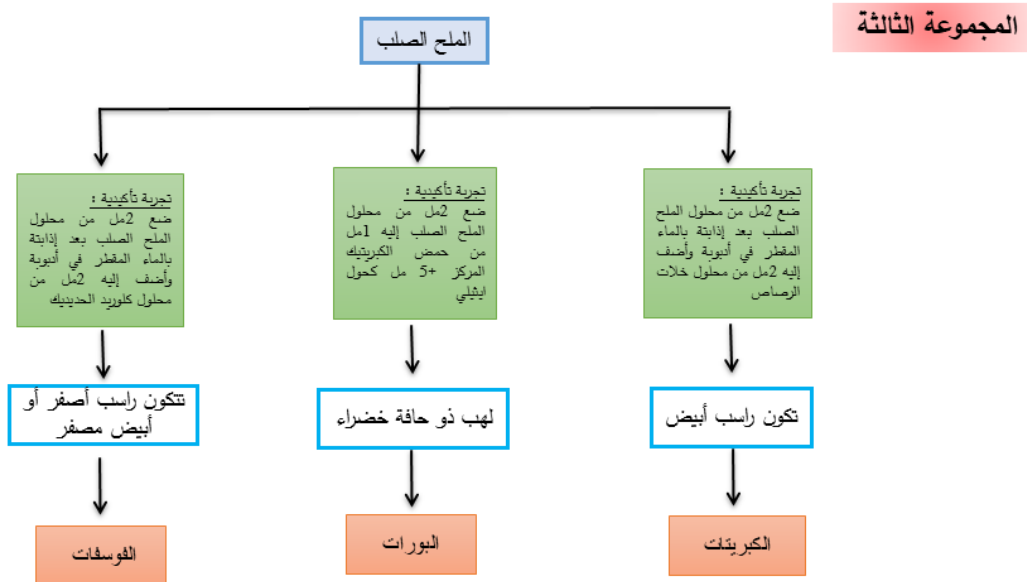 المجموعة الثالثة
الملح الصلب
تجربة تأكيدية :
ضع 2مل من محلول الملح
الصلب بعد إذابتة بالماء
المقطر في أنبوبة وأضف
إليه 2مل من محلول خلات
الرصاص
تجربة تأكيدية :
ضع 2مل من محلول
الملح الصلب إليه 1مل
من حمض الكبريتيك
المركز +5 مل كحول
ايثيلي
تجربة تأكيدية :
ضع 2مل من محلول
الملح الصلب بعد إذابتة
بالماء المقطر في أنبوبة
وأضف إليه 2مل من
محلول كلوريد الحديديك
تكون راسب أبيض
لهب ذو حافة خضراء
تتكون راسب أصفر أو
أبيض مصفر
الكبريتات
البورات
الفوسفات